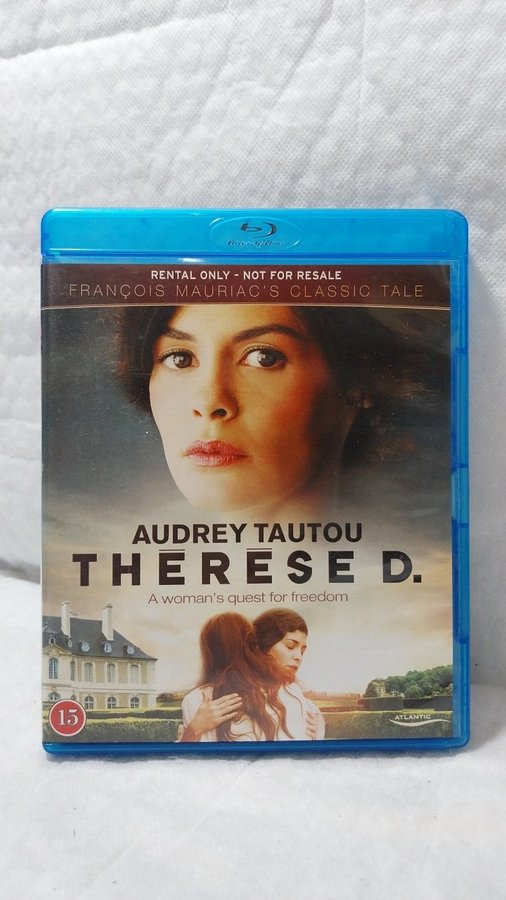 Blu-ray Disc
RENTAL ONLY - NOT FOR RESALE
FRANÇOIS MAURIAC'S CLASSIC TALE
AUDREY TAUTOU
THĒRĒSE D.
A woman's quest for freedom
15
ATLANTIC